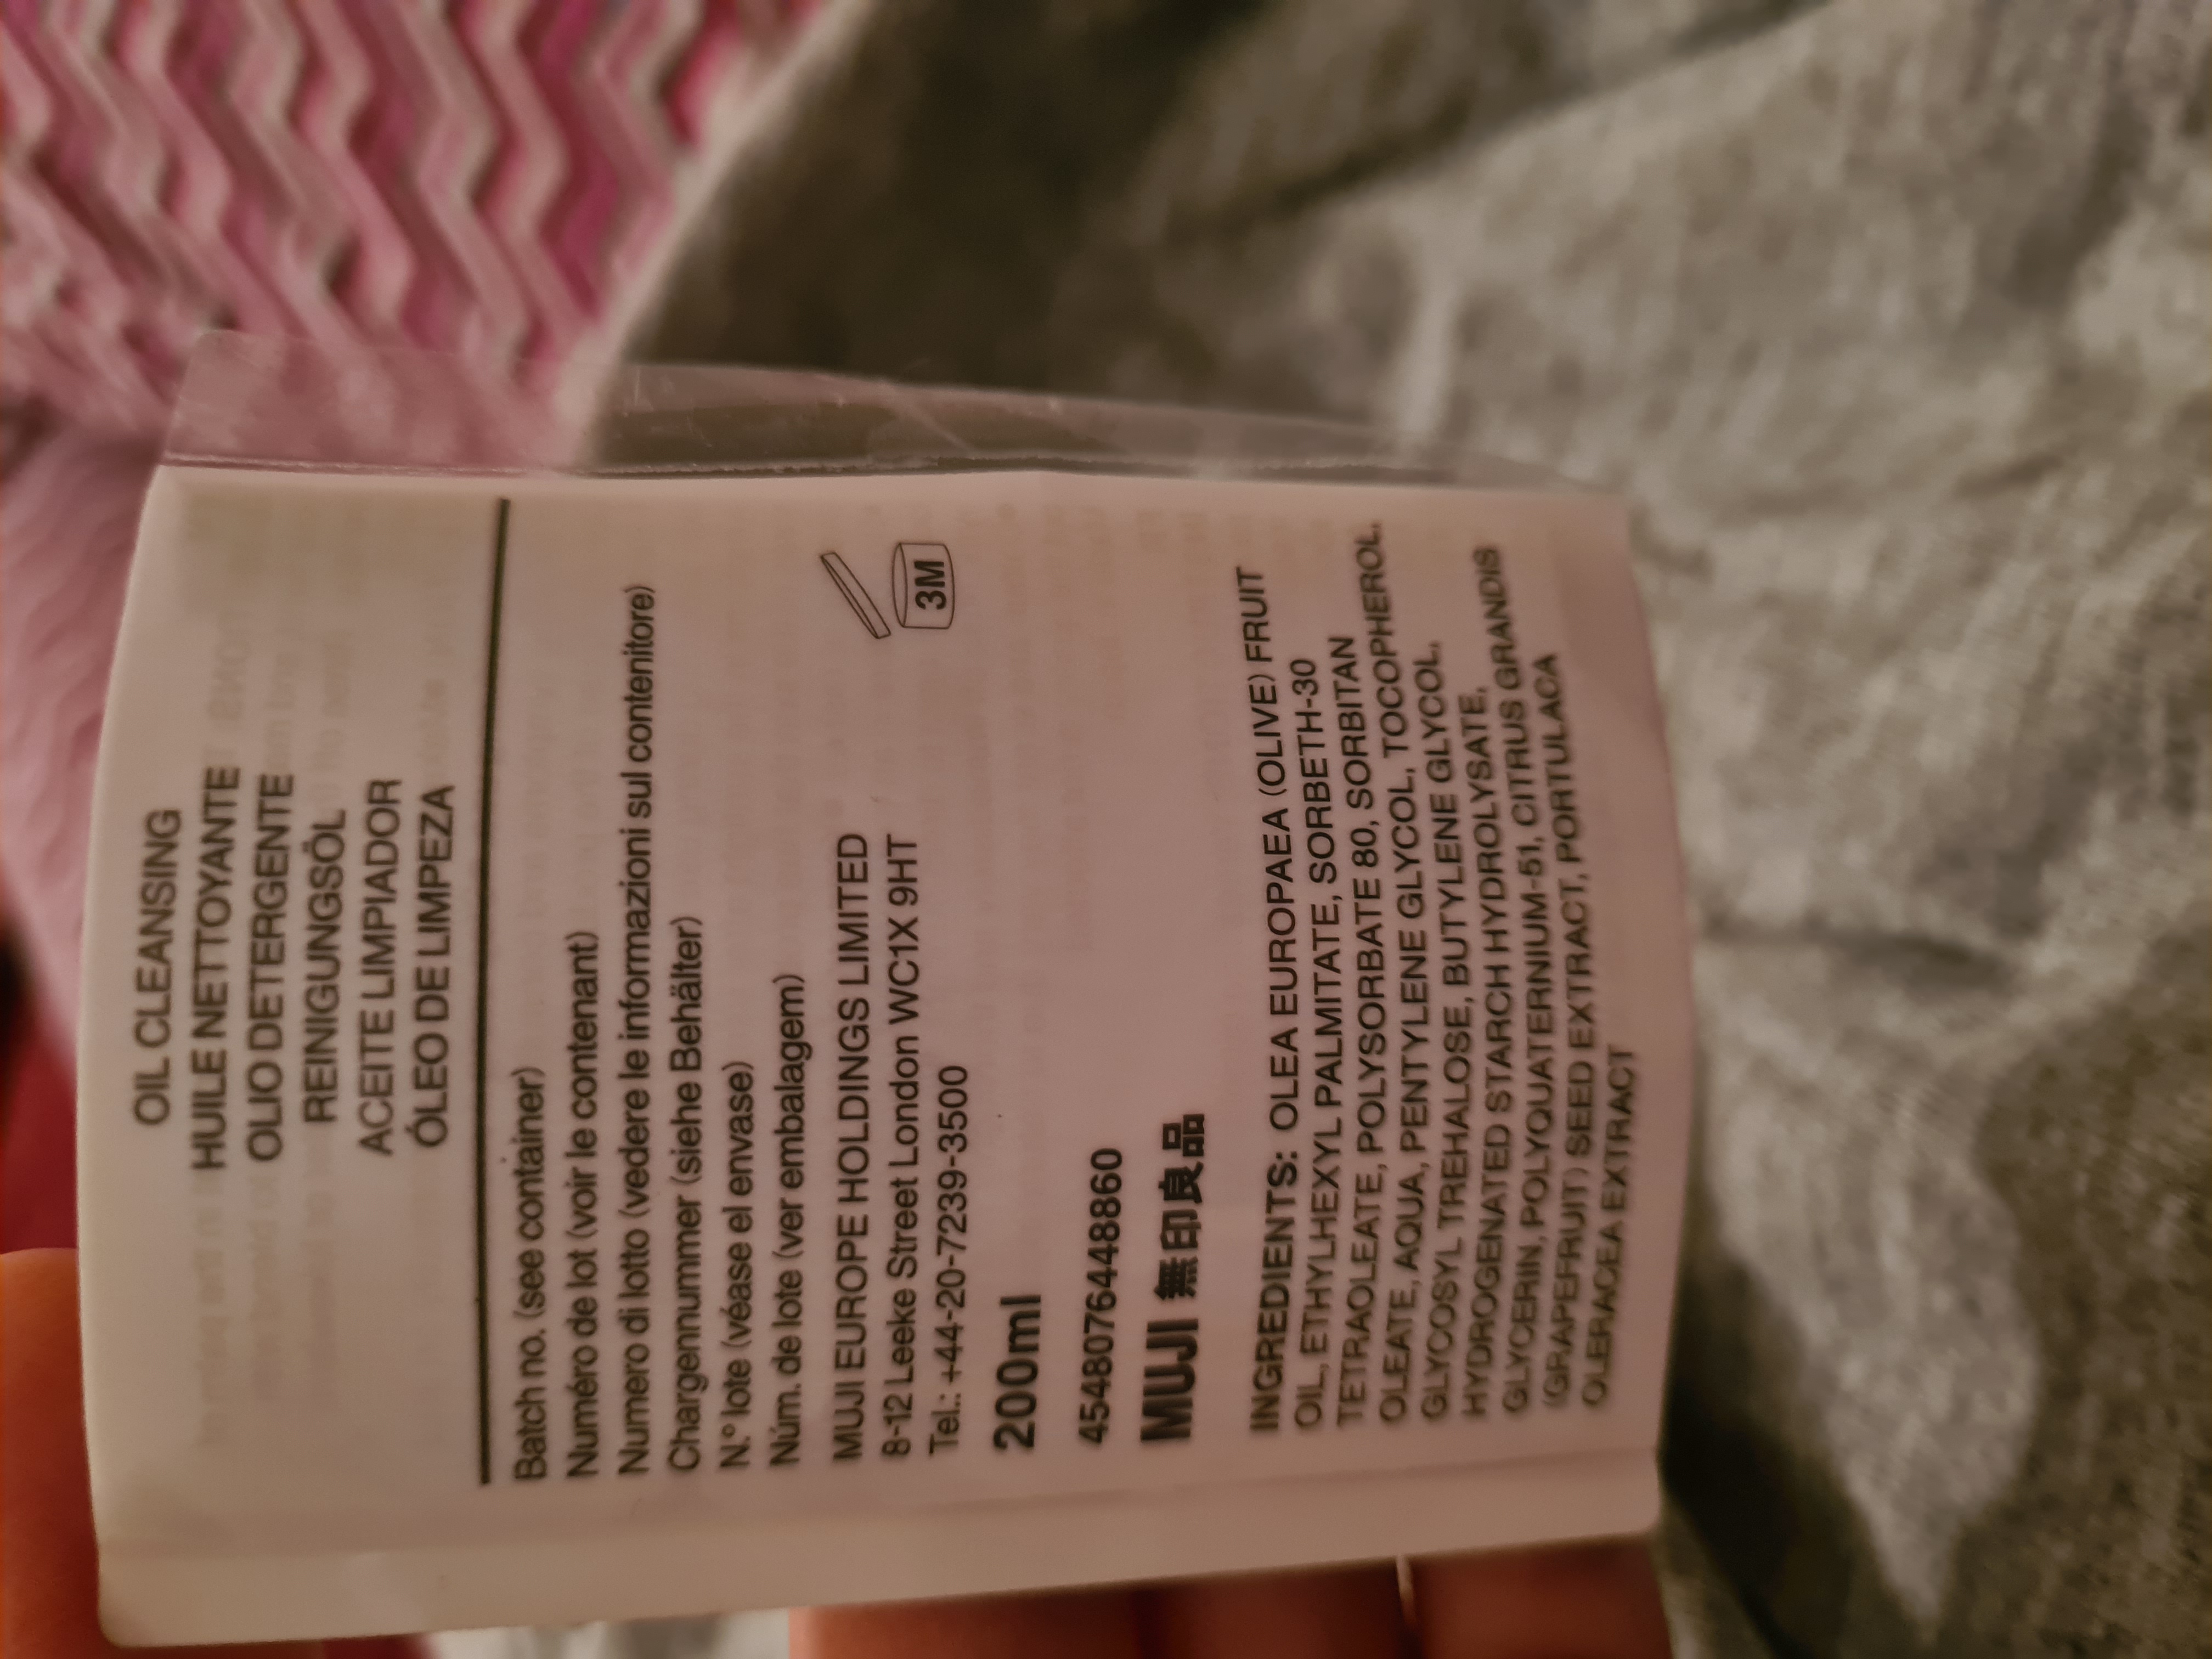 OIL CLEANSING
HUILE NETTOYANTE
OLIO DETERGENTE
REINIGUNGSÖL
ACEITE LIMPIADOR
ÓLEO DE LIMPEZA
Batch no. (see container)
Numéro de lot (voir le contenant)
Numero di lotto (vedere le informazioni sul contenitore)
Chargennummer (siehe Behälter)
N.º lote (véase el envase)
Núm. de lote (ver embalagem)
MUJI EUROPE HOLDINGS LIMITED
8-12 Leeke Street London WC1X 9HT
Tel.: +44-20-7239-3500
3M
200ml
4548076448860
MUJI 無印良品
INGREDIENTS: OLEA EUROPAEA (OLIVE) FRUIT
OIL, ETHYLHEXYL PALMITATE, SORBETH-30
TETRAOLEATE, POLYSORBATE 80, SORBITAN
OLEATE, AQUA, PENTYLENE GLYCOL, TOCOPHEROL,
GLYCOSYL TREHALOSE, BUTYLENE GLYCOL,
HYDROGENATED STARCH HYDROLYSATE,
GLYCERIN, POLYQUATERNIUM-51, CITRUS GRANDIS
(GRAPEFRUIT) SEED EXTRACT, PORTULACA
OLERACEA EXTRACT